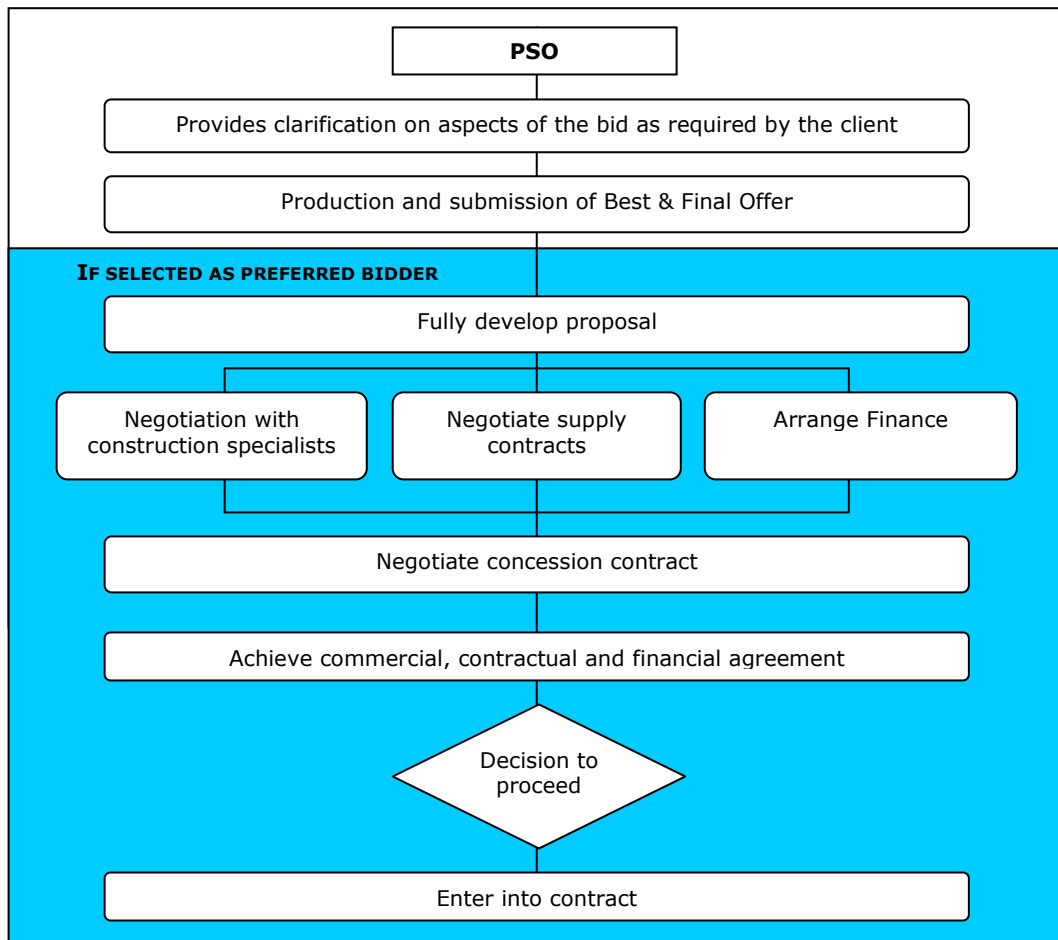 PSO
Provides clarification on aspects of the bid as required by the client
Production and submission of Best & Final Offer
IF SELECTED AS PREFERRED BIDDER
Fully develop proposal
Negotiation with
construction specialists
Negotiate supply
contracts
Arrange Finance
Negotiate concession contract
Achieve commercial, contractual and financial agreement
Decision to
proceed
Enter into contract